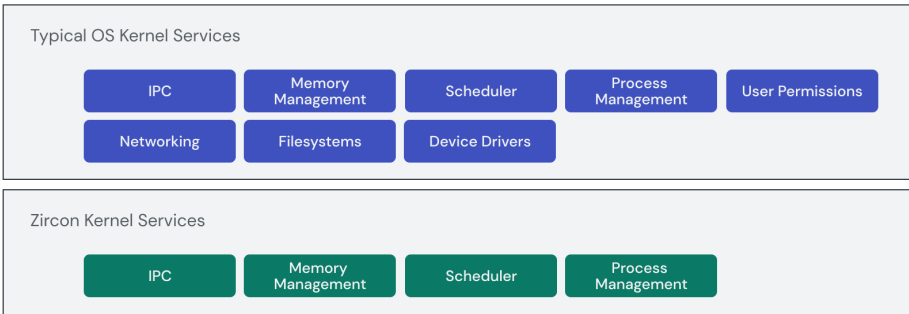 Typical OS Kernel Services
IPC
Memory
Management
Scheduler
Process
Management
User Permissions
Networking
Filesystems
Device Drivers
Zircon Kernel Services
IPC
Memory
Management
Scheduler
Process
Management